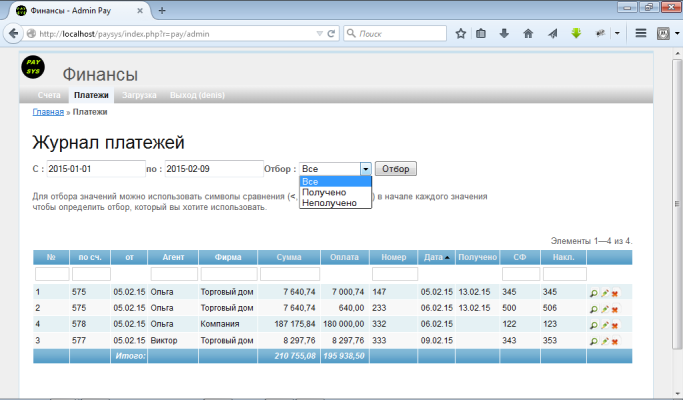 Финансы - Admin Pay
http://localhost/paysys/index.php?r=pay/admin
Поиск
PAY
SYS
Финансы
Счета Платежи Загрузка Выход (denis)
Главная » Платежи
Журнал платежей
С : 2015-01-01 по : 2015-02-09 Отбор : Все Отбор
Все
Получено
Неполучено
Для отбора значений можно использовать символы сравнения (<, ) в начале каждого значения
чтобы определить отбор, который вы хотите использовать.
Элементы 1—4 из 4.
№ по сч. от Агент Фирма Сумма Оплата Номер Дата Получено СФ Накл.
1 575 05.02.15 Ольга Торговый дом 7 640,74 7 000,74 147 05.02.15 13.02.15 345 345
2 575 05.02.15 Ольга Торговый дом 7 640,74 640,00 233 06.02.15 13.02.15 500 506
4 578 05.02.15 Ольга Компания 187 175,84 180 000,00 332 06.02.15 122 123
3 577 05.02.15 Виктор Торговый дом 8 297,76 8 297,76 333 09.02.15 343 353
Итого: 210 755,08 195 938,50